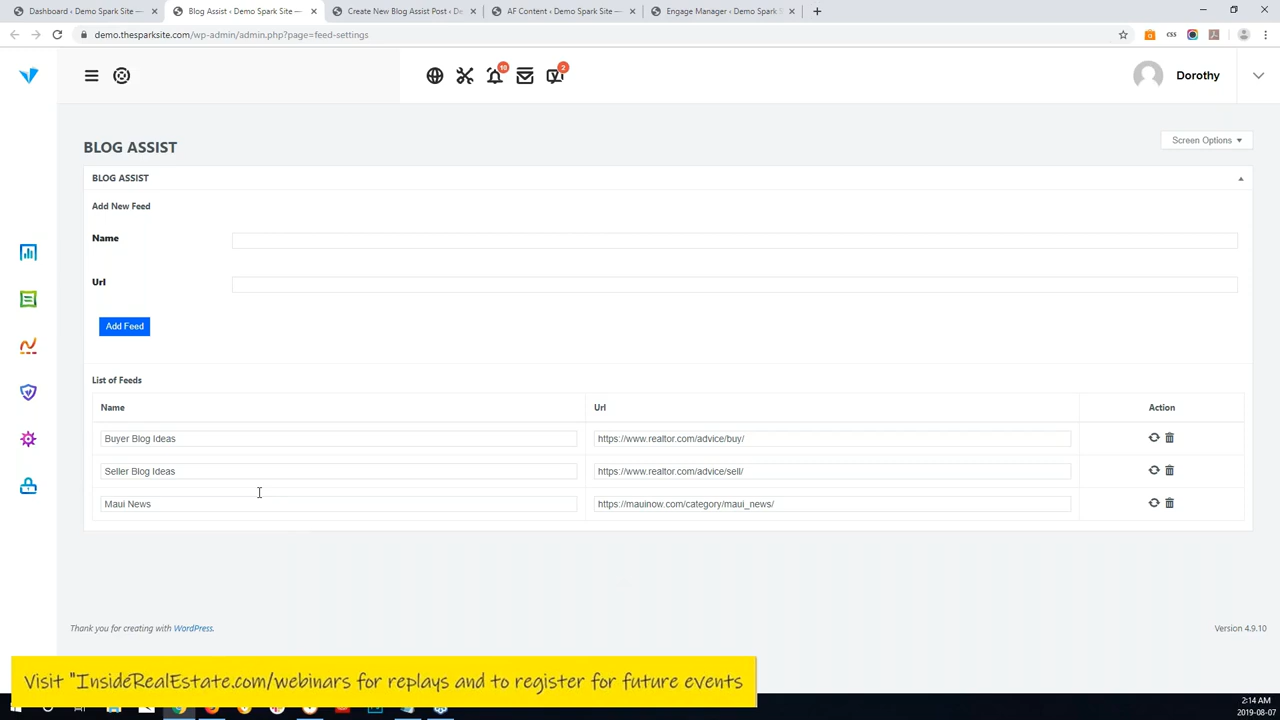 Dashboard ‹ Demo Spark Site —
Blog Assist ‹ Demo Spark Site —
Create New Blog Assist Post ‹ De
AF Content ‹ Demo Spark Site —
Engage Manager ‹ Demo Spark S
demo.thesparksite.com/wp-admin/admin.php?page=feed-settings
css
10
2
Dorothy
BLOG ASSIST
Screen Options
BLOG ASSIST
Add New Feed
Name
Url
Add Feed
List of Feeds
Name Url Action
Buyer Blog Ideas https://www.realtor.com/advice/buy/
Seller Blog Ideas https://www.realtor.com/advice/sell/
Maui News https://mauinow.com/category/maui_news/
Thank you for creating with WordPress.
Version 4.9.10
Visit "InsideRealEstate.com/webinars for replays and to register for future events
2:14 AM
2019-08-07